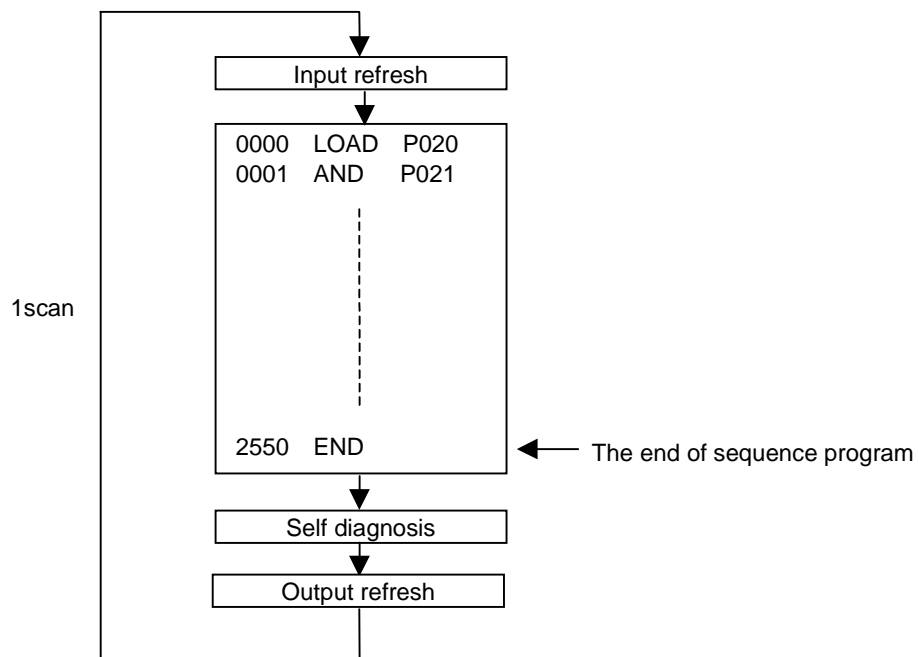 Input refresh
0000 LOAD P020
0001 AND P021
1scan
2550 END
The end of sequence program
Self diagnosis
Output refresh